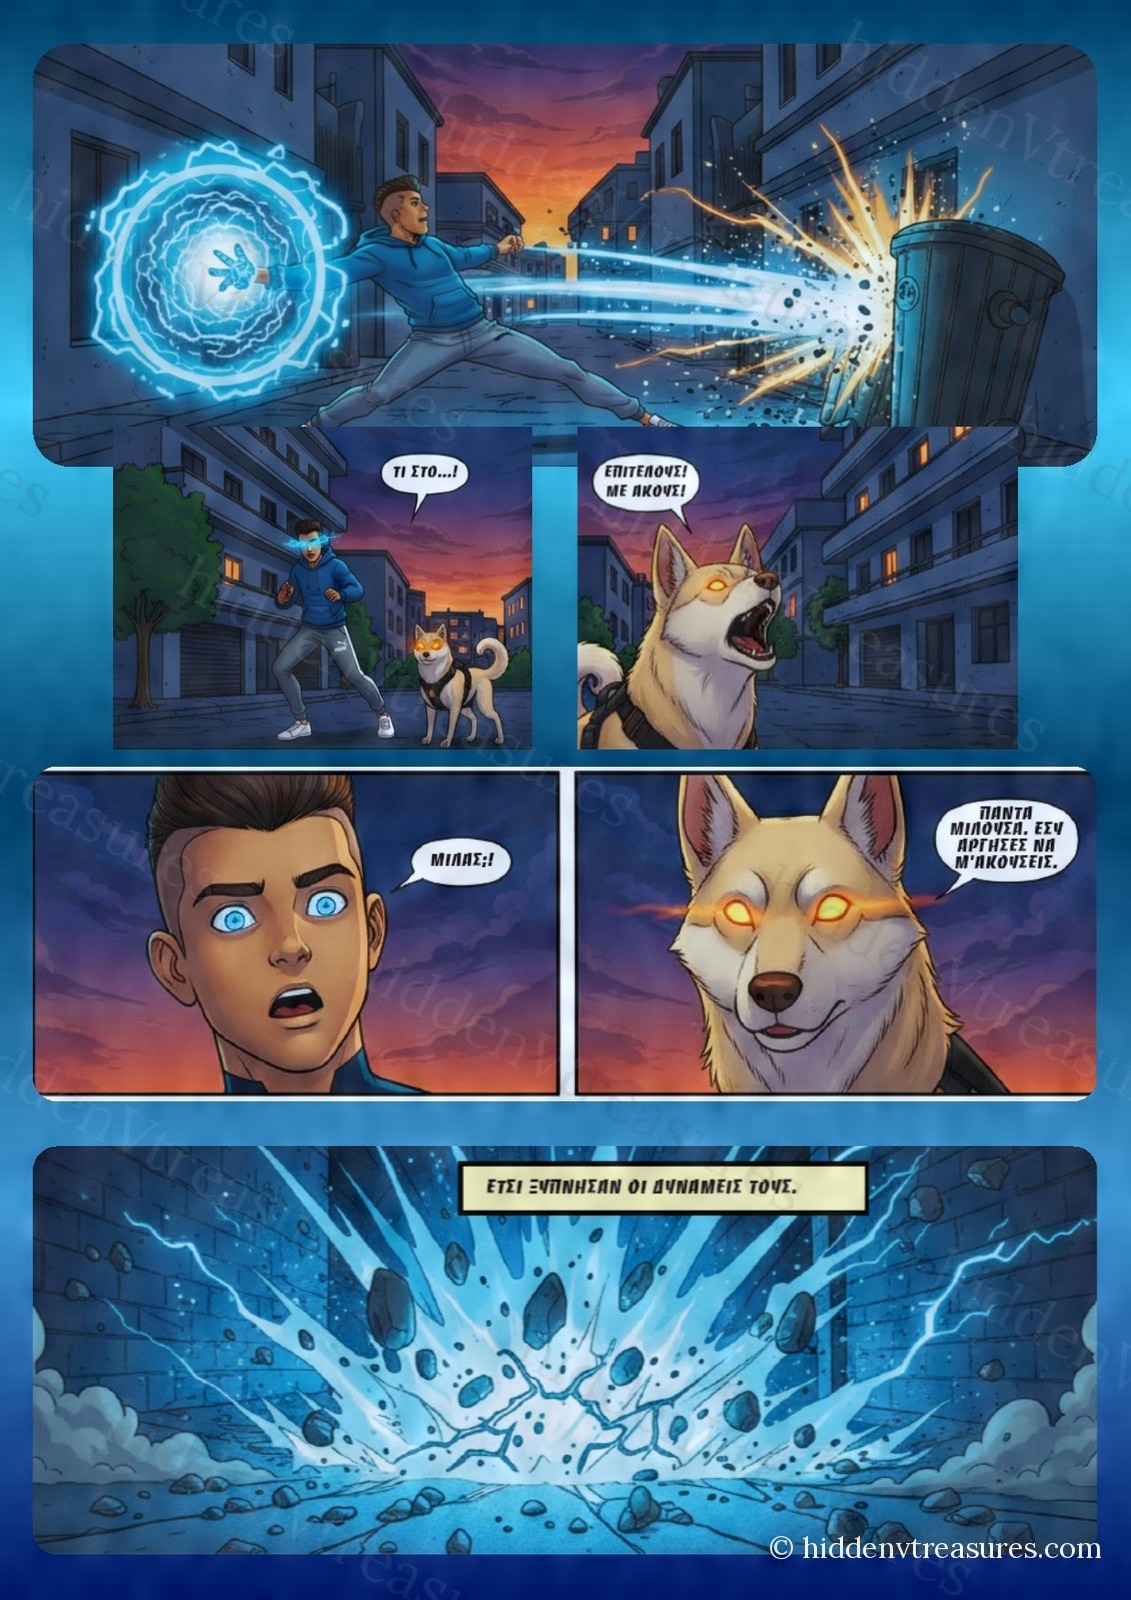 ΤΙ ΣΤΟ...!
ΕΠΙΤΕΛΟΥΣ!
ΜΕ ΑΚΟΥΣ!
ΜΙΛΑΣ;!
ΠΑΝΤΑ
ΜΙΛΟΥΣΑ. ΕΣΥ
ΑΡΓΗΣΕΣ ΝΑ
Μ'ΑΚΟΥΣΕΙΣ.
ΕΤΣΙ ΞΥΠΝΗΣΑΝ ΟΙ ΔΥΝΑΜΕΙΣ ΤΟΥΣ.
© hiddenvtreasures.com